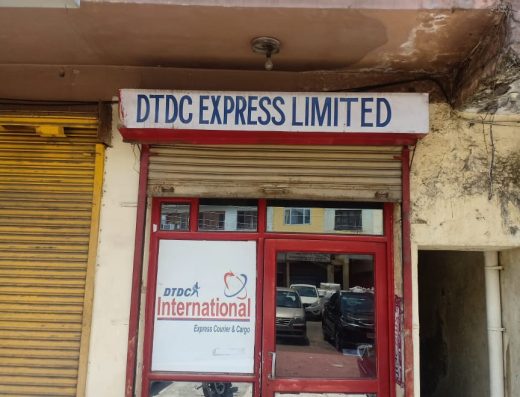 DTDC EXPRESS LIMITED
DTDC
International
Express Courier & Cargo